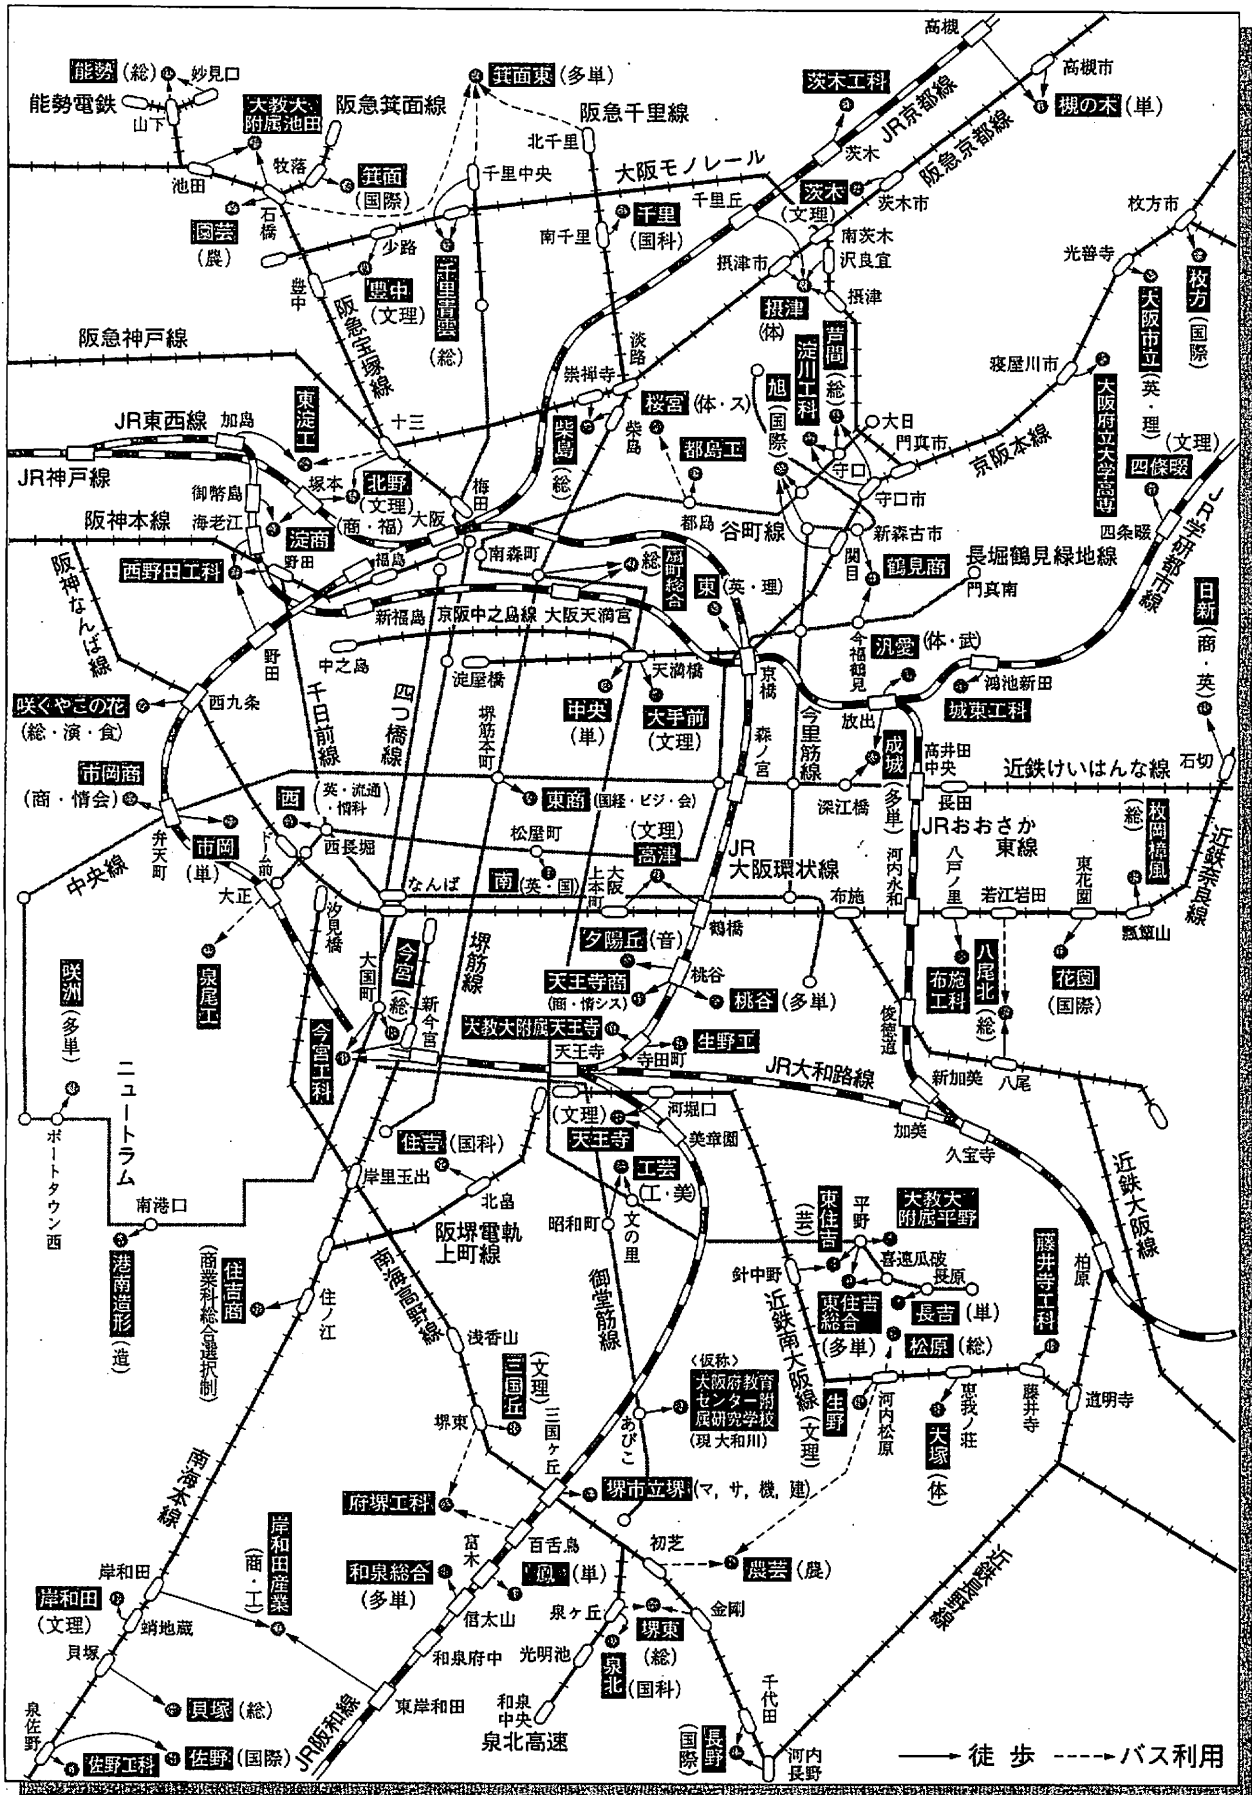 高槻
高槻市
槻の木(単)
能勢(総)
妙見口
能勢電鉄
山下
大教大
附属池田
阪急箕面線
箕面東(多単)
阪急千里線
北千里
茨木工科
JR京都線
阪急京都線
茨木
池田
牧落
箕面
(国際)
石橋
園芸
(農)
千里中央
大阪モノレール
千里丘
茨木
(文理)
茨木市
南千里
千里
(国科)
少路
豊中
豊中
(文理)
千里青雲
(総)
摂津市
南茨木
沢良宜
摂津
摂津
(体)
枚方市
光善寺
枚方
(国際)
大阪市立
(英・理)
阪急神戸線
阪急宝塚線
淡路
崇禅寺
柴島
(総)
柴島
桜宮(体・ス)
旭
(国際)
淀川工科
芦間
(総)
寝屋川市
大阪府立大学高専
東淀工
十三
JR東西線
加島
JR神戸線
御幣島
塚本
北野
(文理)
淀商
(商・福)
海老江
阪神本線
梅田
大阪
都島工
都島
谷町線
大日
門真市
守口
守口市
京阪本線
(文理)
四條畷
四条畷
JR学研都市線
新森古市
関目
鶴見商
長堀鶴見緑地線
門真南
西野田工科
野田
福島
南森町
扇町総合
(総)
東(英・理)
阪神なんば線
新福島
京阪中之島線
大阪天満宮
今福鶴見
汎愛(体・武)
日新
(商・英)
野田
中之島
淀屋橋
天満橋
京橋
放出
鴻池新田
城東工科
咲くやこの花
(総・演・食)
西九条
千日前線
四つ橋線
堺筋本町
中央
(単)
大手前
(文理)
森ノ宮
今里筋線
成城
(多単)
高井田
中央
石切
近鉄けいはんな線
市岡商
(商・情会)
西
(英・流通・情科)
東商(国経・ビジ・会)
深江橋
長田
JRおおさか
東線
枚岡樟風
(総)
弁天町
市岡
(単)
西長堀
松屋町
南(英・国)
(文理)
高津
JR
大阪環状線
中央線
ドーム前
大正
なんば
大阪
上本町
河内永和
八戸ノ里
若江岩田
東花園
近鉄奈良線
汐見橋
鶴橋
布施
瓢箪山
泉尾工
咲洲
(多単)
大国町
今宮
(総)
堺筋線
夕陽丘(音)
桃谷
天王寺商
(商・情シス)
桃谷(多単)
布施
工科
八尾北
(総)
花園
(国際)
新今宮
大教大附属天王寺
生野工
俊徳道
今宮工科
天王寺
寺田町
JR大和路線
新加美
八尾
ニュートラム
(文理)
河堀口
天王寺
美章園
加美
久宝寺
ポートタウン西
住吉(国科)
北畠
工芸
(工・美)
近鉄大阪線
南港口
岸里玉出
昭和町
文の里
港南造形
(造)
阪堺電軌
上町線
東住吉
(芸)
平野
大教大
附属平野
喜連瓜破
長原
長吉(単)
針中野
東住吉
総合
(多単)
松原(総)
藤井寺工科
柏原
住吉商
(商業科総合選択制)
住ノ江
南海高野線
御堂筋線
近鉄南大阪線
浅香山
三国丘
(文理)
堺東
三国ヶ丘
あびこ
〈仮称〉
大阪府教育
センター附
属研究学校
(現大和川)
生野
(文理)
河内松原
恵我ノ荘
大塚
(体)
藤井寺
道明寺
南海本線
府堺工科
堺市立堺(マ, サ, 機, 建)
百舌鳥
初芝
農芸(農)
近鉄長野線
富木
鳳(単)
和泉総合
(多単)
信太山
岸和田産業
(商・工)
岸和田
岸和田
(文理)
蛸地蔵
貝塚
貝塚(総)
和泉府中
東岸和田
泉ヶ丘
堺東
(総)
金剛
光明池
泉北
(国科)
和泉
中央
泉北高速
千代田
長野
(国際)
河内
長野
泉佐野
佐野工科
佐野(国際)
JR阪和線
徒歩
バス利用